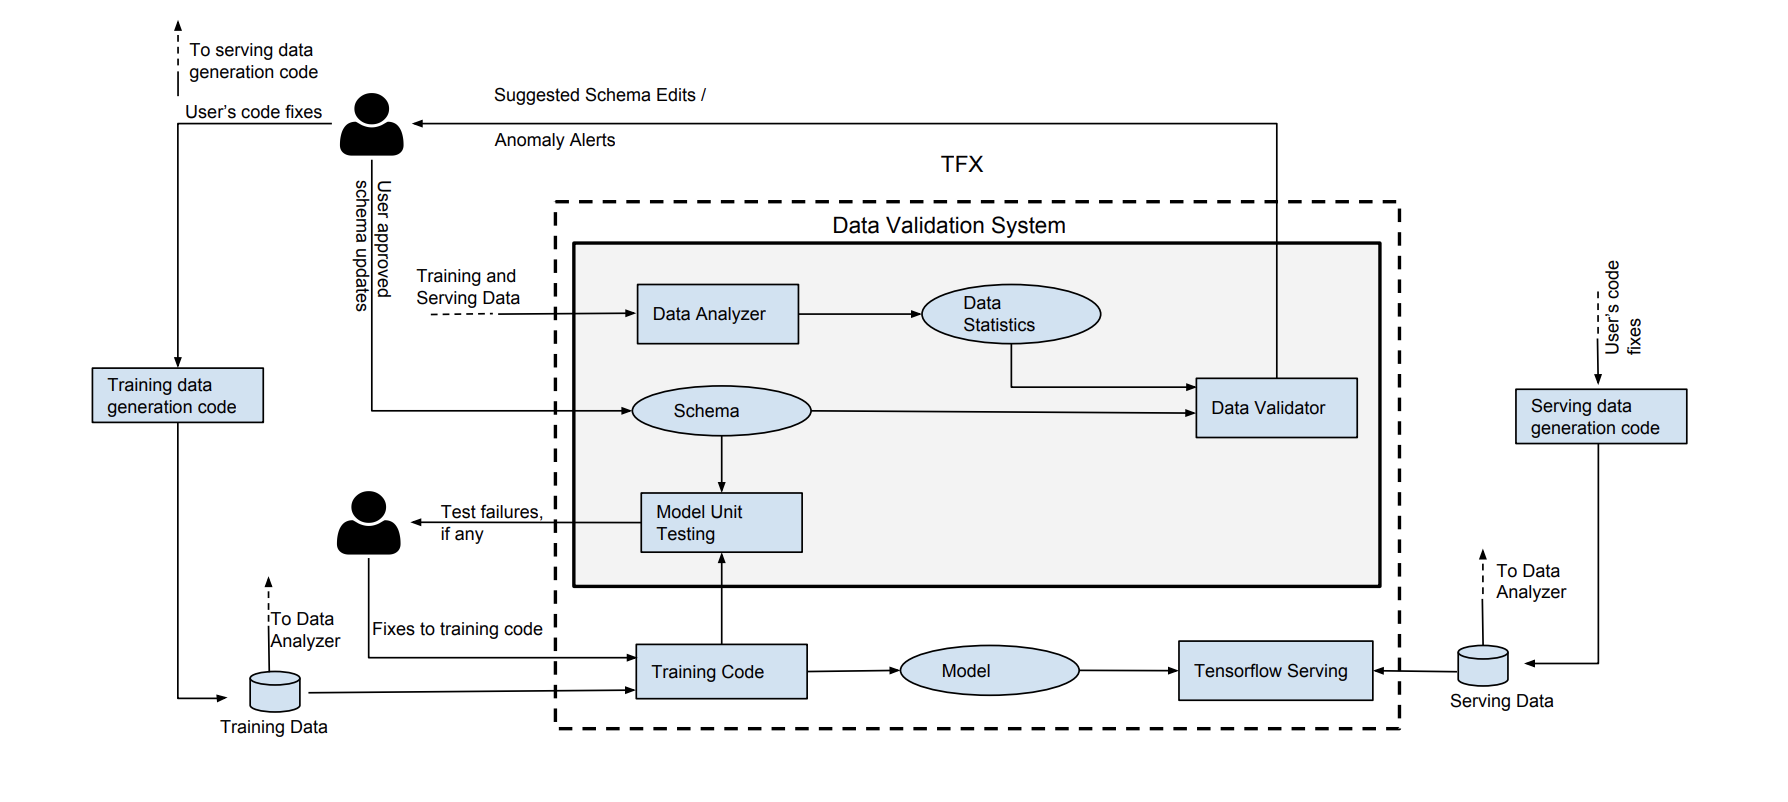 To serving data
generation code
User's code fixes
Suggested Schema Edits /
Anomaly Alerts
TFX
User approved
schema updates
Data Validation System
Training and
Serving Data
Data Analyzer
Data
Statistics
User's code
fixes
Training data
generation code
Schema
Data Validator
Serving data
generation code
Test failures,
if any
Model Unit
Testing
To Data
Analyzer
To Data
Analyzer
Fixes to training code
Training Code
Model
Tensorflow Serving
Serving Data
Training Data